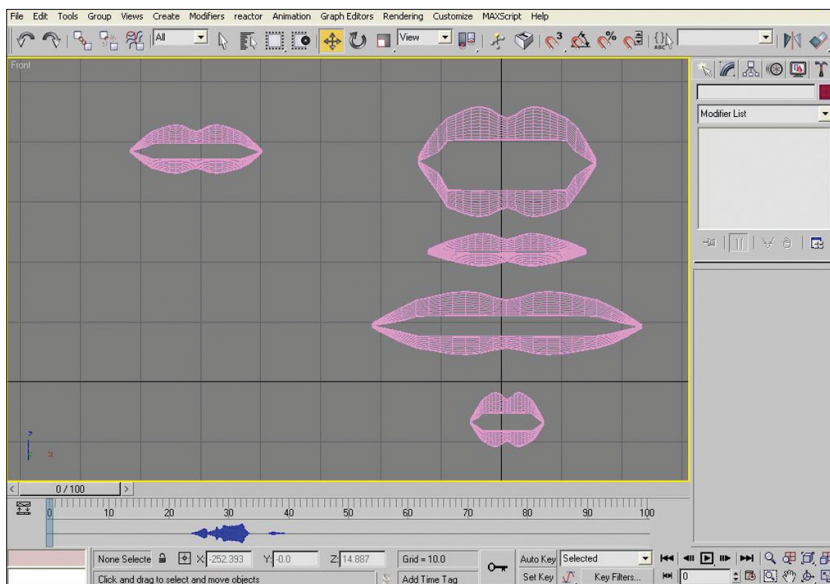 File Edit Tools Group Views Create Modifiers reactor Animation Graph Editors Rendering Customize MAXScript Help
All View
Front
Modifier List
z
x
< 0 / 100 >
0 10 20 30 40 50 60 70 80 90 100
None Selecte X: -252.393 Y: -0.0 Z: 14.887 Grid = 10.0 Auto Key Selected
Click and drag to select and move objects Add Time Tag Set Key Key Filters... 0